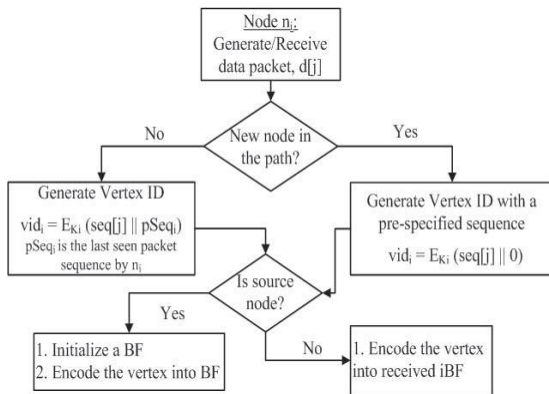 Node nᵢ:
Generate/Receive
data packet, d[j]
No
New node in
the path?
Yes
Generate Vertex ID
vidᵢ = E_Kᵢ (seq[j] || pSeqᵢ)
pSeqᵢ is the last seen packet
sequence by nᵢ
Generate Vertex ID with a
pre-specified sequence
vidᵢ = E_Kᵢ (seq[j] || 0)
Is source
node?
Yes
No
1. Initialize a BF
2. Encode the vertex into BF
1. Encode the vertex
into received iBF